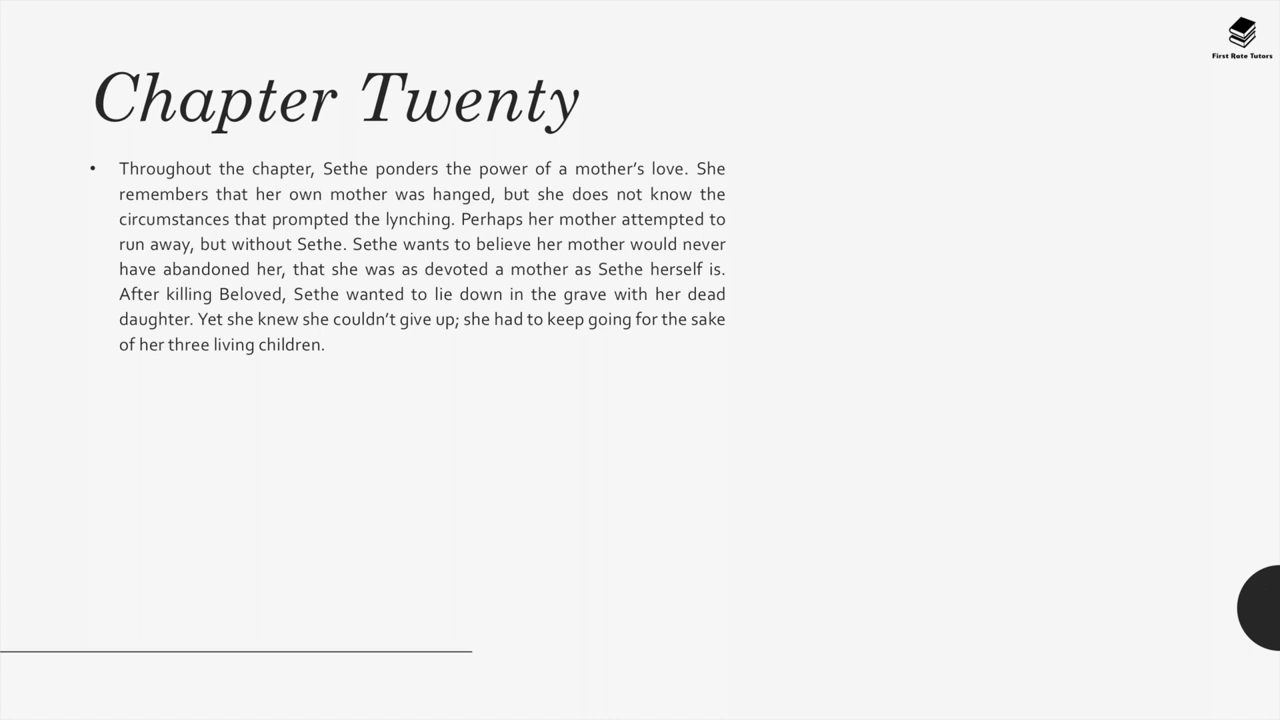 First Rate Tutors
Chapter Twenty
• Throughout the chapter, Sethe ponders the power of a mother’s love. She
remembers that her own mother was hanged, but she does not know the
circumstances that prompted the lynching. Perhaps her mother attempted to
run away, but without Sethe. Sethe wants to believe her mother would never
have abandoned her, that she was as devoted a mother as Sethe herself is.
After killing Beloved, Sethe wanted to lie down in the grave with her dead
daughter. Yet she knew she couldn’t give up; she had to keep going for the sake
of her three living children.